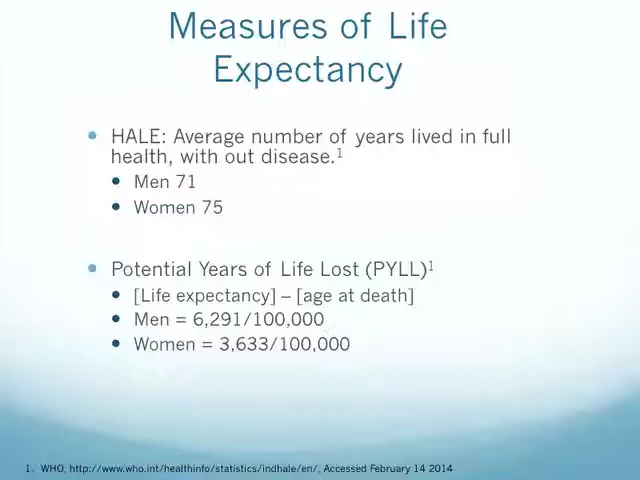 Measures of Life
Expectancy
• HALE: Average number of years lived in full
health, with out disease.¹
• Men 71
• Women 75
• Potential Years of Life Lost (PYLL)¹
• [Life expectancy] – [age at death]
• Men = 6,291/100,000
• Women = 3,633/100,000
1. WHO, http://www.who.int/healthinfo/statistics/indhale/en/, Accessed February 14 2014